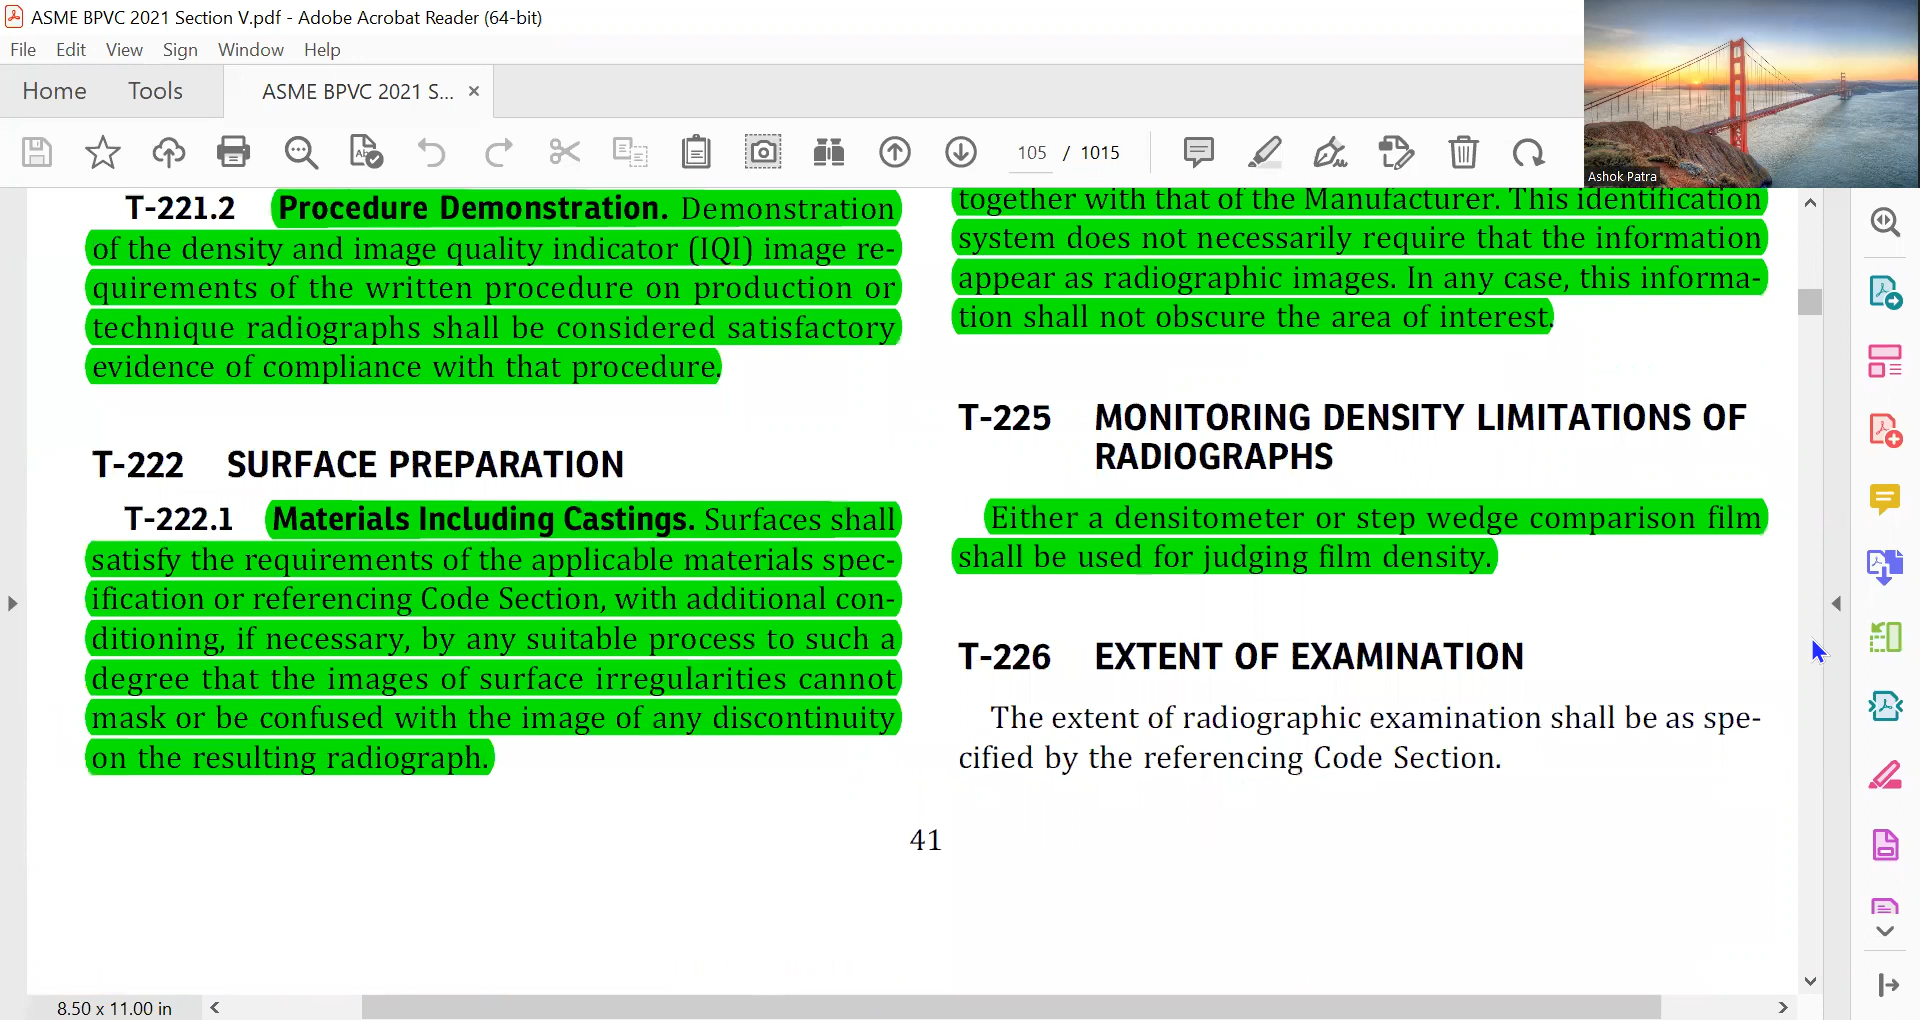 ASME BPVC 2021 Section V.pdf - Adobe Acrobat Reader (64-bit)
File Edit View Sign Window Help
Home Tools ASME BPVC 2021 S... ×
105 / 1015
Ashok Patra
T-221.2 Procedure Demonstration. Demonstration
of the density and image quality indicator (IQI) image re-
quirements of the written procedure on production or
technique radiographs shall be considered satisfactory
evidence of compliance with that procedure.
T-222 SURFACE PREPARATION
T-222.1 Materials Including Castings. Surfaces shall
satisfy the requirements of the applicable materials spec-
ification or referencing Code Section, with additional con-
ditioning, if necessary, by any suitable process to such a
degree that the images of surface irregularities cannot
mask or be confused with the image of any discontinuity
on the resulting radiograph.
together with that of the Manufacturer. This identification
system does not necessarily require that the information
appear as radiographic images. In any case, this informa-
tion shall not obscure the area of interest.
T-225 MONITORING DENSITY LIMITATIONS OF
RADIOGRAPHS
Either a densitometer or step wedge comparison film
shall be used for judging film density.
T-226 EXTENT OF EXAMINATION
The extent of radiographic examination shall be as spe-
cified by the referencing Code Section.
41
8.50 x 11.00 in